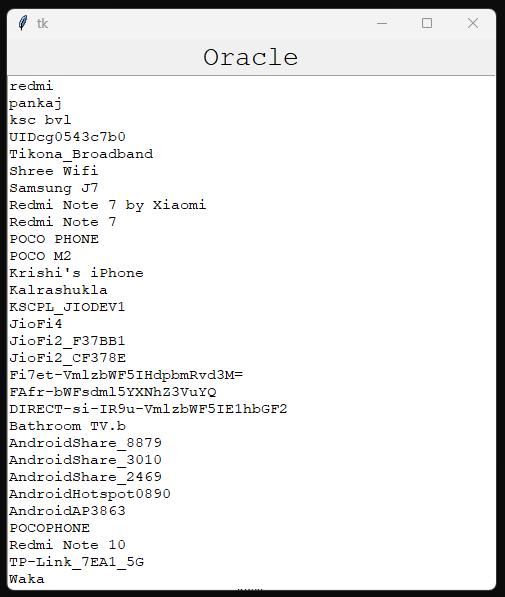 tk
Oracle
redmi
pankaj
ksc bvl
UIDcg0543c7b0
Tikona_Broadband
Shree Wifi
Samsung J7
Redmi Note 7 by Xiaomi
Redmi Note 7
POCO PHONE
POCO M2
Krishi's iPhone
Kalrashukla
KSCPL_JIODEV1
JioFi4
JioFi2_F37BB1
JioFi2_CF378E
Fi7et-VmlzbWF5IHdpbmRvd3M=
FAfr-bWFsdml5YXNhZ3VuYQ
DIRECT-si-IR9u-VmlzbWF5IE1hbGF2
Bathroom TV.b
AndroidShare_8879
AndroidShare_3010
AndroidShare_2469
AndroidHotspot0890
AndroidAP3863
POCOPHONE
Redmi Note 10
TP-Link_7EA1_5G
Waka